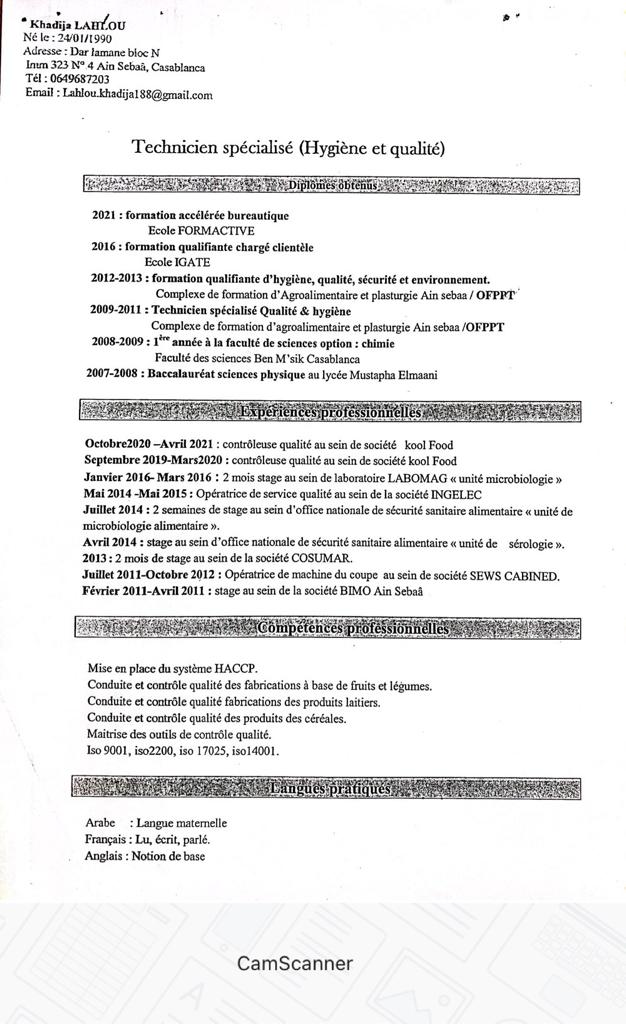 Khadija LAHLOU
Né le : 24/01/1990
Adresse : Dar lamane bloc N
Imm 323 N° 4 Ain Sebaâ, Casablanca
Tél : 0649687203
Email : Lahlou.khadija188@gmail.com
Technicien spécialisé (Hygiène et qualité)
Diplômes obtenus
2021 : formation accélérée bureautique
Ecole FORMACTIVE
2016 : formation qualifiante chargé clientèle
Ecole IGATE
2012-2013 : formation qualifiante d'hygiène, qualité, sécurité et environnement.
Complexe de formation d'Agroalimentaire et plasturgie Ain sebaa / OFPPT
2009-2011 : Technicien spécialisé Qualité & hygiène
Complexe de formation d'agroalimentaire et plasturgie Ain sebaa /OFPPT
2008-2009 : 1ère année à la faculté de sciences option : chimie
Faculté des sciences Ben M'sik Casablanca
2007-2008 : Baccalauréat sciences physique au lycée Mustapha Elmaani
Expériences professionnelles
Octobre2020 –Avril 2021 : contrôleuse qualité au sein de société kool Food
Septembre 2019-Mars2020 : contrôleuse qualité au sein de société kool Food
Janvier 2016- Mars 2016 : 2 mois stage au sein de laboratoire LABOMAG « unité microbiologie »
Mai 2014 -Mai 2015 : Opératrice de service qualité au sein de la société INGELEC
Juillet 2014 : 2 semaines de stage au sein d'office nationale de sécurité sanitaire alimentaire « unité de
microbiologie alimentaire ».
Avril 2014 : stage au sein d'office nationale de sécurité sanitaire alimentaire « unité de sérologie ».
2013 : 2 mois de stage au sein de la société COSUMAR.
Juillet 2011-Octobre 2012 : Opératrice de machine du coupe au sein de société SEWS CABINED.
Février 2011-Avril 2011 : stage au sein de la société BIMO Ain Sebaâ
Compétences professionnelles
Mise en place du système HACCP.
Conduite et contrôle qualité des fabrications à base de fruits et légumes.
Conduite et contrôle qualité fabrications des produits laitiers.
Conduite et contrôle qualité des produits des céréales.
Maitrise des outils de contrôle qualité.
Iso 9001, iso2200, iso 17025, iso14001.
Langues pratiques
Arabe : Langue maternelle
Français : Lu, écrit, parlé.
Anglais : Notion de base
CamScanner